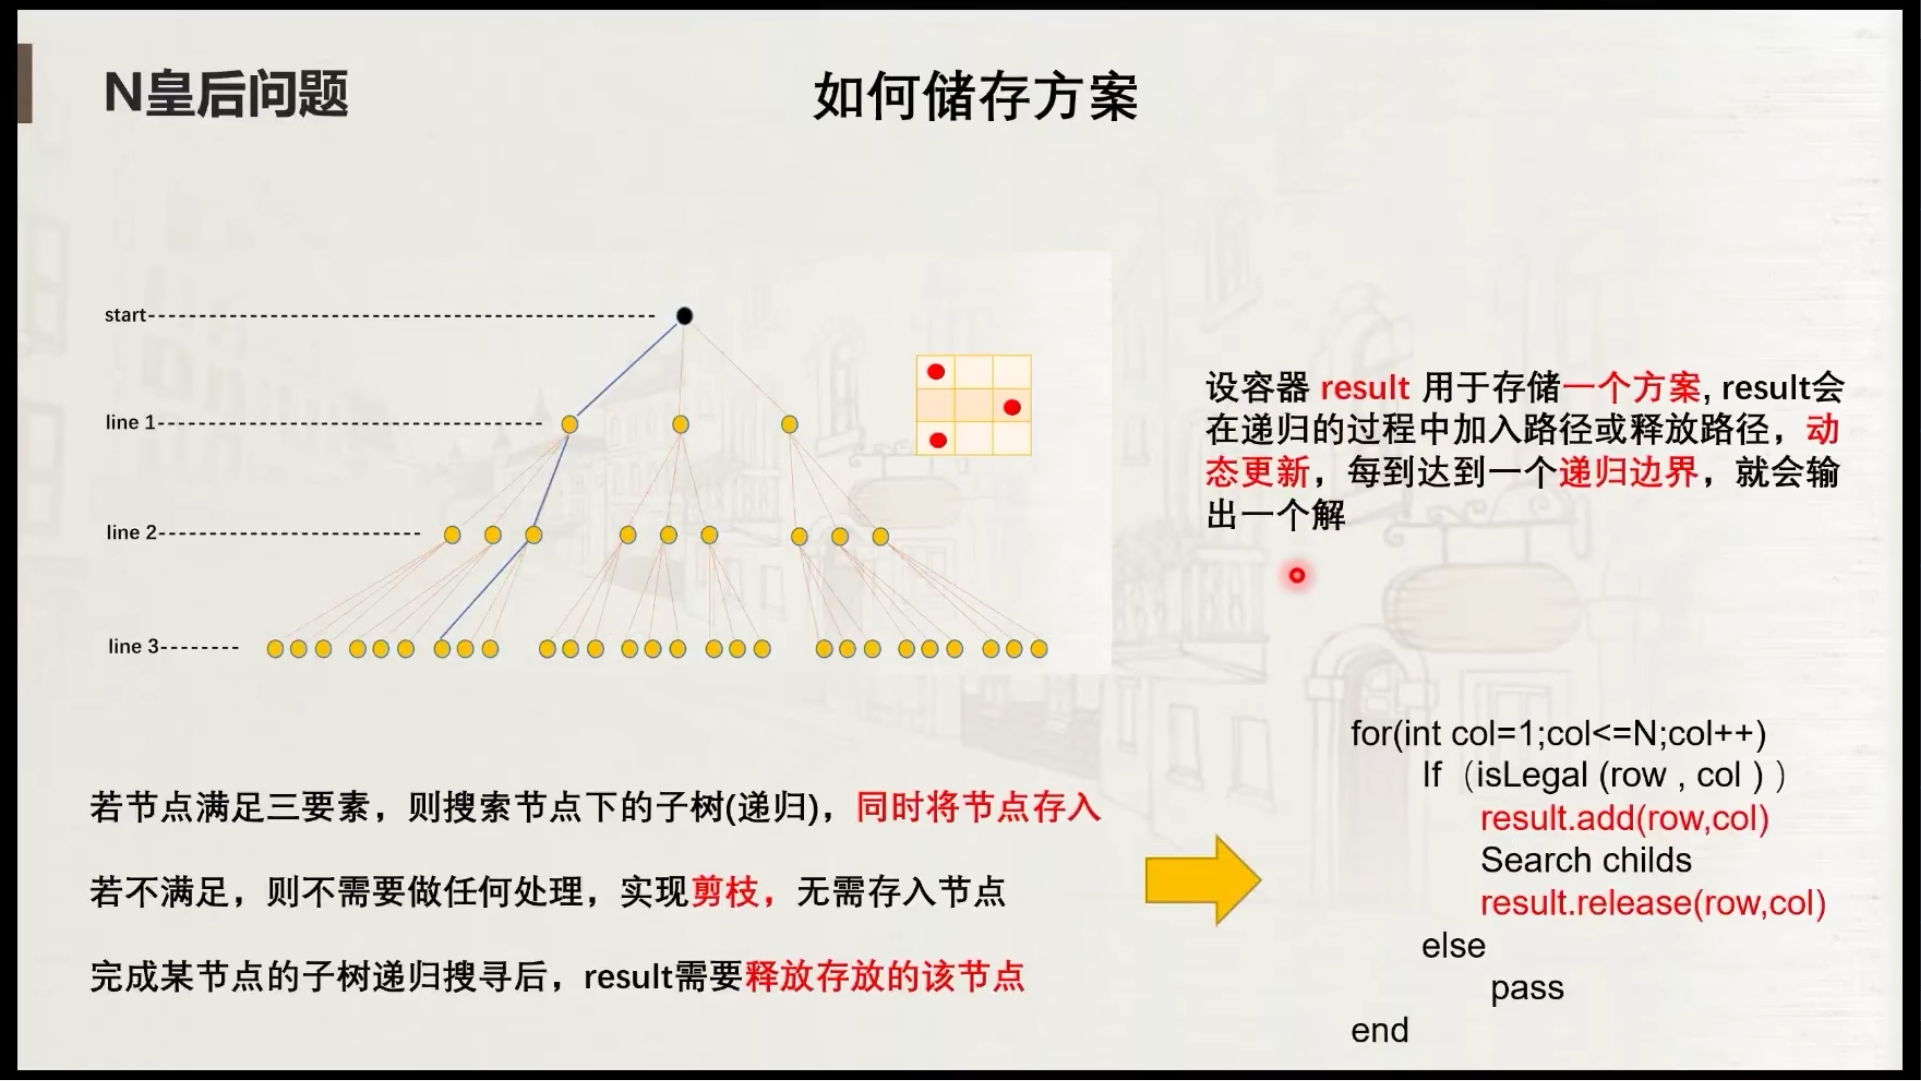 N皇后问题
如何储存方案
start
line 1
line 2
line 3
设容器 result 用于存储一个方案, result会
在递归的过程中加入路径或释放路径，动
态更新，每到达到一个递归边界，就会输
出一个解
若节点满足三要素，则搜索节点下的子树(递归)，同时将节点存入
若不满足，则不需要做任何处理，实现剪枝，无需存入节点
完成某节点的子树递归搜寻后，result需要释放存放的该节点
for(int col=1;col<=N;col++)
If（isLegal (row , col ) ）
result.add(row,col)
Search childs
result.release(row,col)
else
pass
end